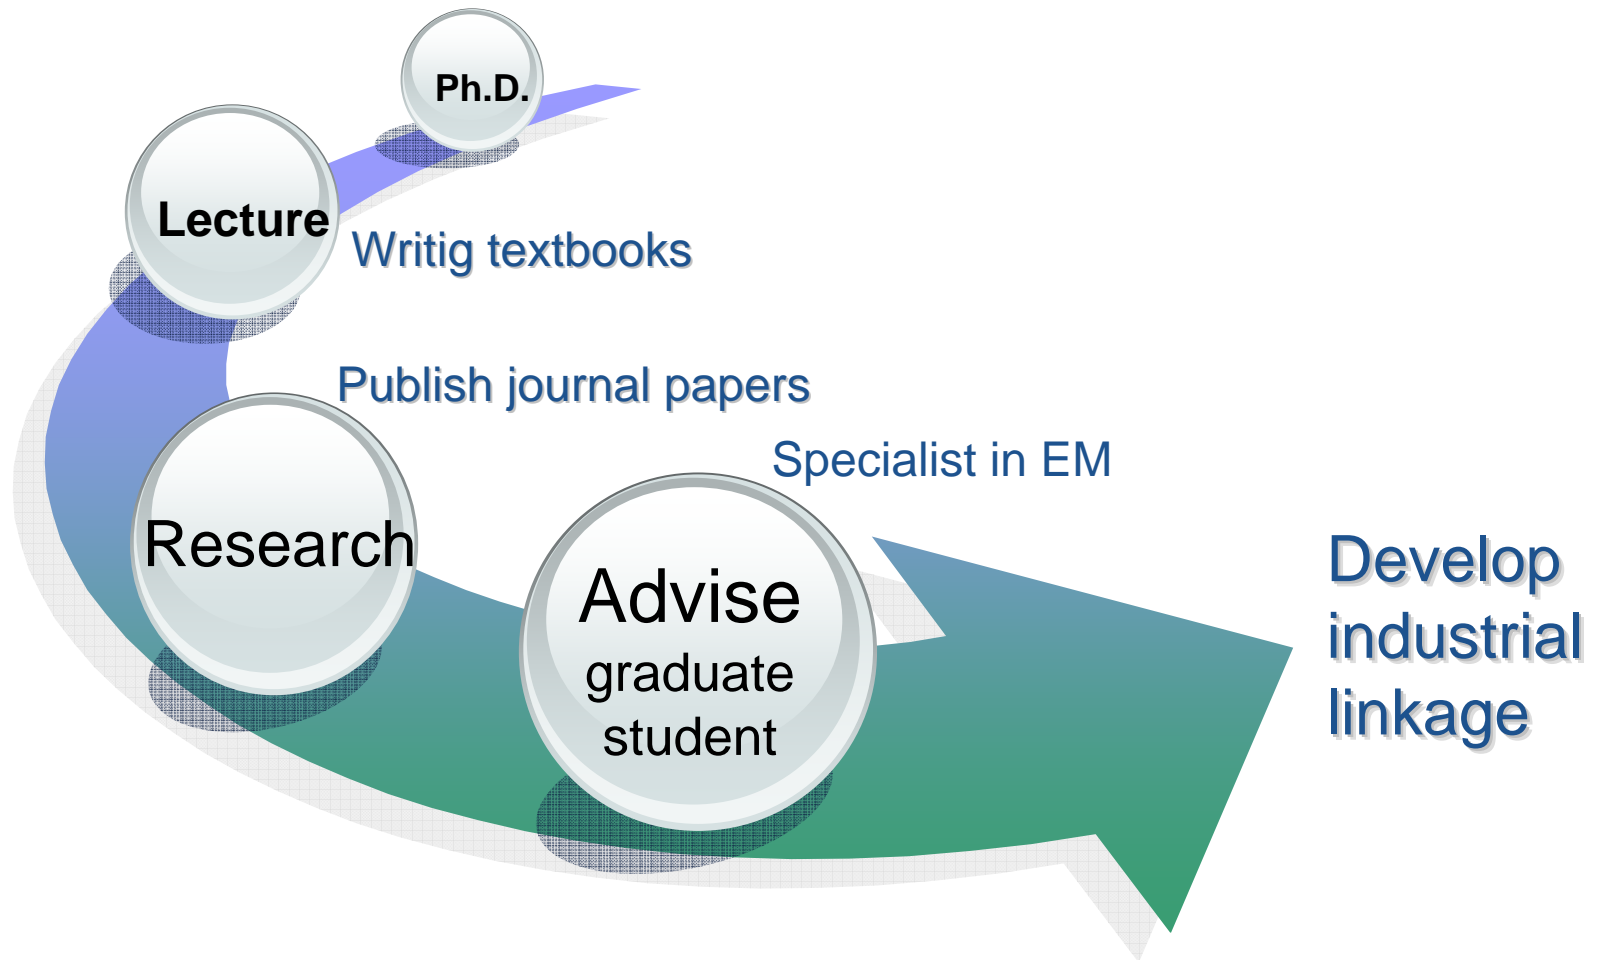 Ph.D.
Lecture
Writig textbooks
Publish journal papers
Specialist in EM
Research
Advise
graduate
student
Develop
industrial
linkage